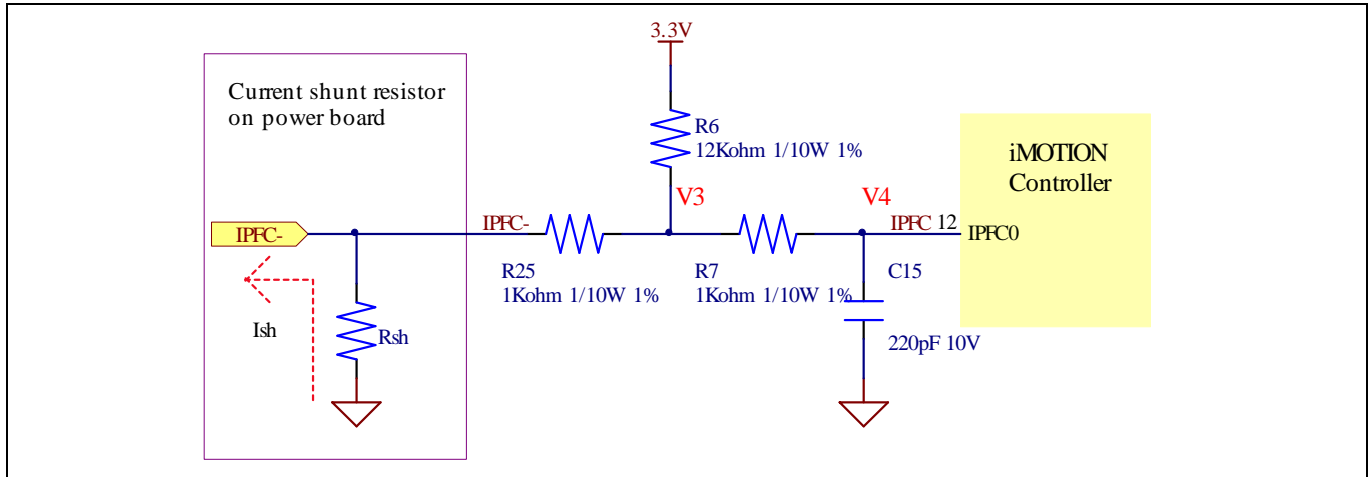 3.3V
Current shunt resistor
on power board
R6
12Kohm 1/10W 1%
iMOTION
Controller
V3
V4
IPFC-
IPFC-
IPFC 12
IPFC0
R25
1Kohm 1/10W 1%
R7
1Kohm 1/10W 1%
C15
220pF 10V
Ish
Rsh